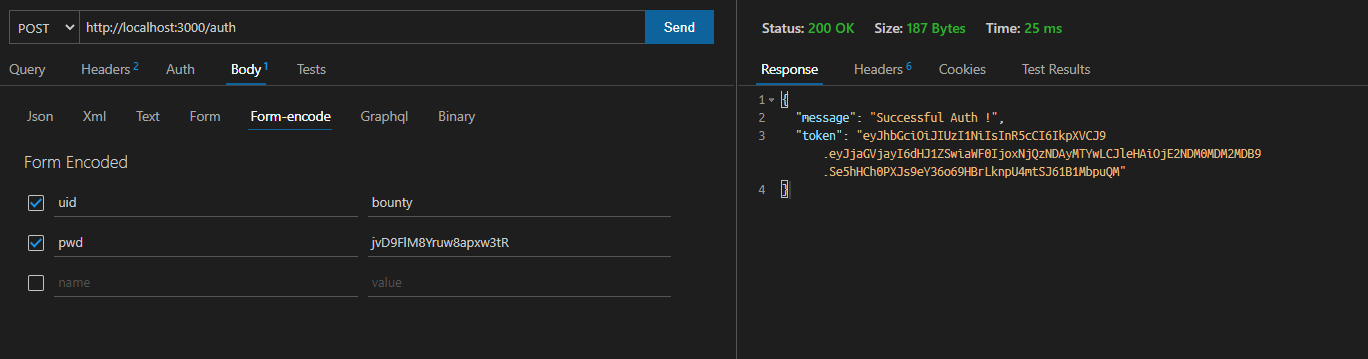 POST http://localhost:3000/auth Send
Query Headers 2 Auth Body 1 Tests
Json Xml Text Form Form-encode Graphql Binary
Form Encoded
uid bounty
pwd jvD9FlM8Yruw8apxw3tR
name value
Status: 200 OK Size: 187 Bytes Time: 25 ms
Response Headers 6 Cookies Test Results
1 {
2 "message": "Successful Auth !",
3 "token": "eyJhbGciOiJIUzI1NiIsInR5cCI6IkpXVCJ9
.eyJjaGVjayI6dHJ1ZSwiaWF0IjoxNjQzNDAyMTYwLCJleHAiOjE2NDM0MDM2MDB9
.Se5hHCh0PXJs9eY36o69HBrLknpU4mtSJ61B1MbpuQM"
4 }